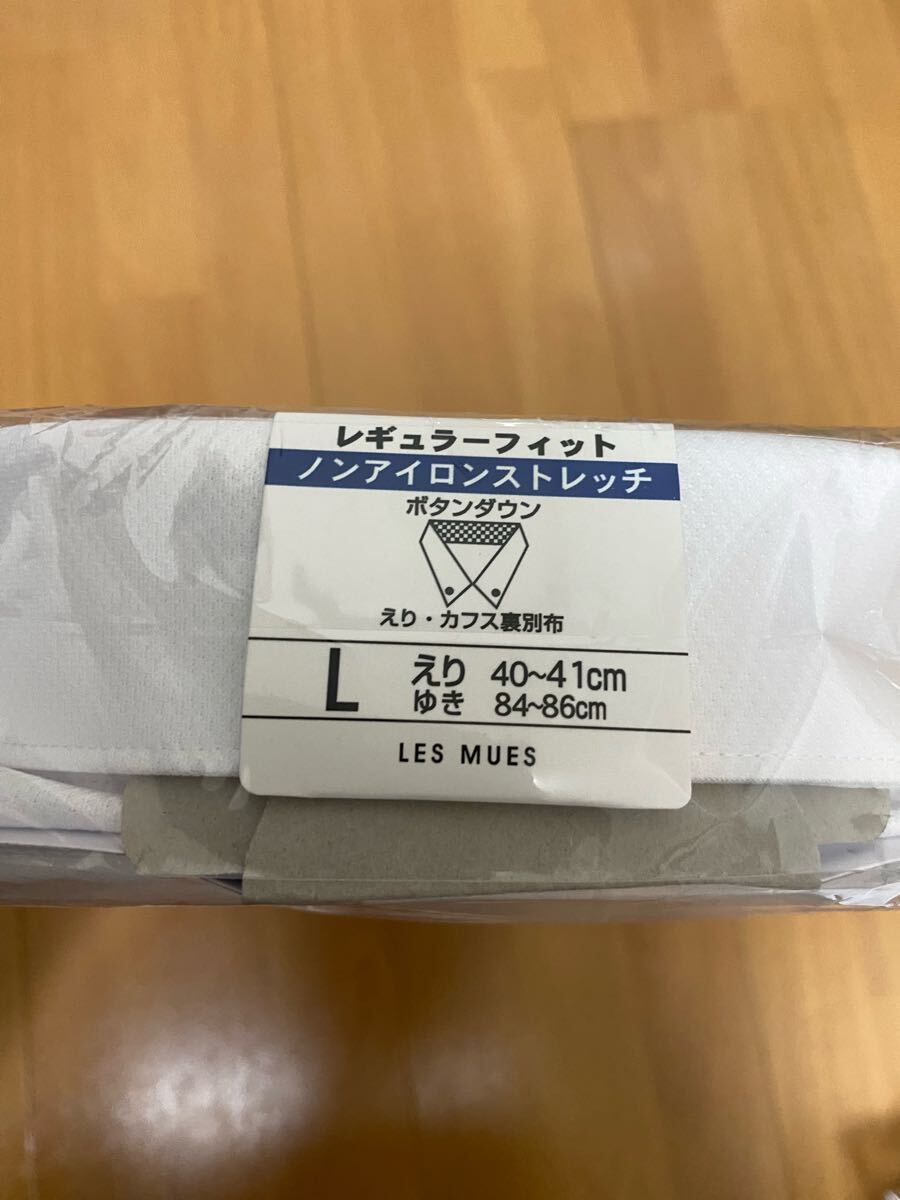 レギュラーフィット
ノンアイロンストレッチ
ボタンダウン
えり・カフス裏別布
L えり 40~41cm
ゆき 84~86cm
LES MUES